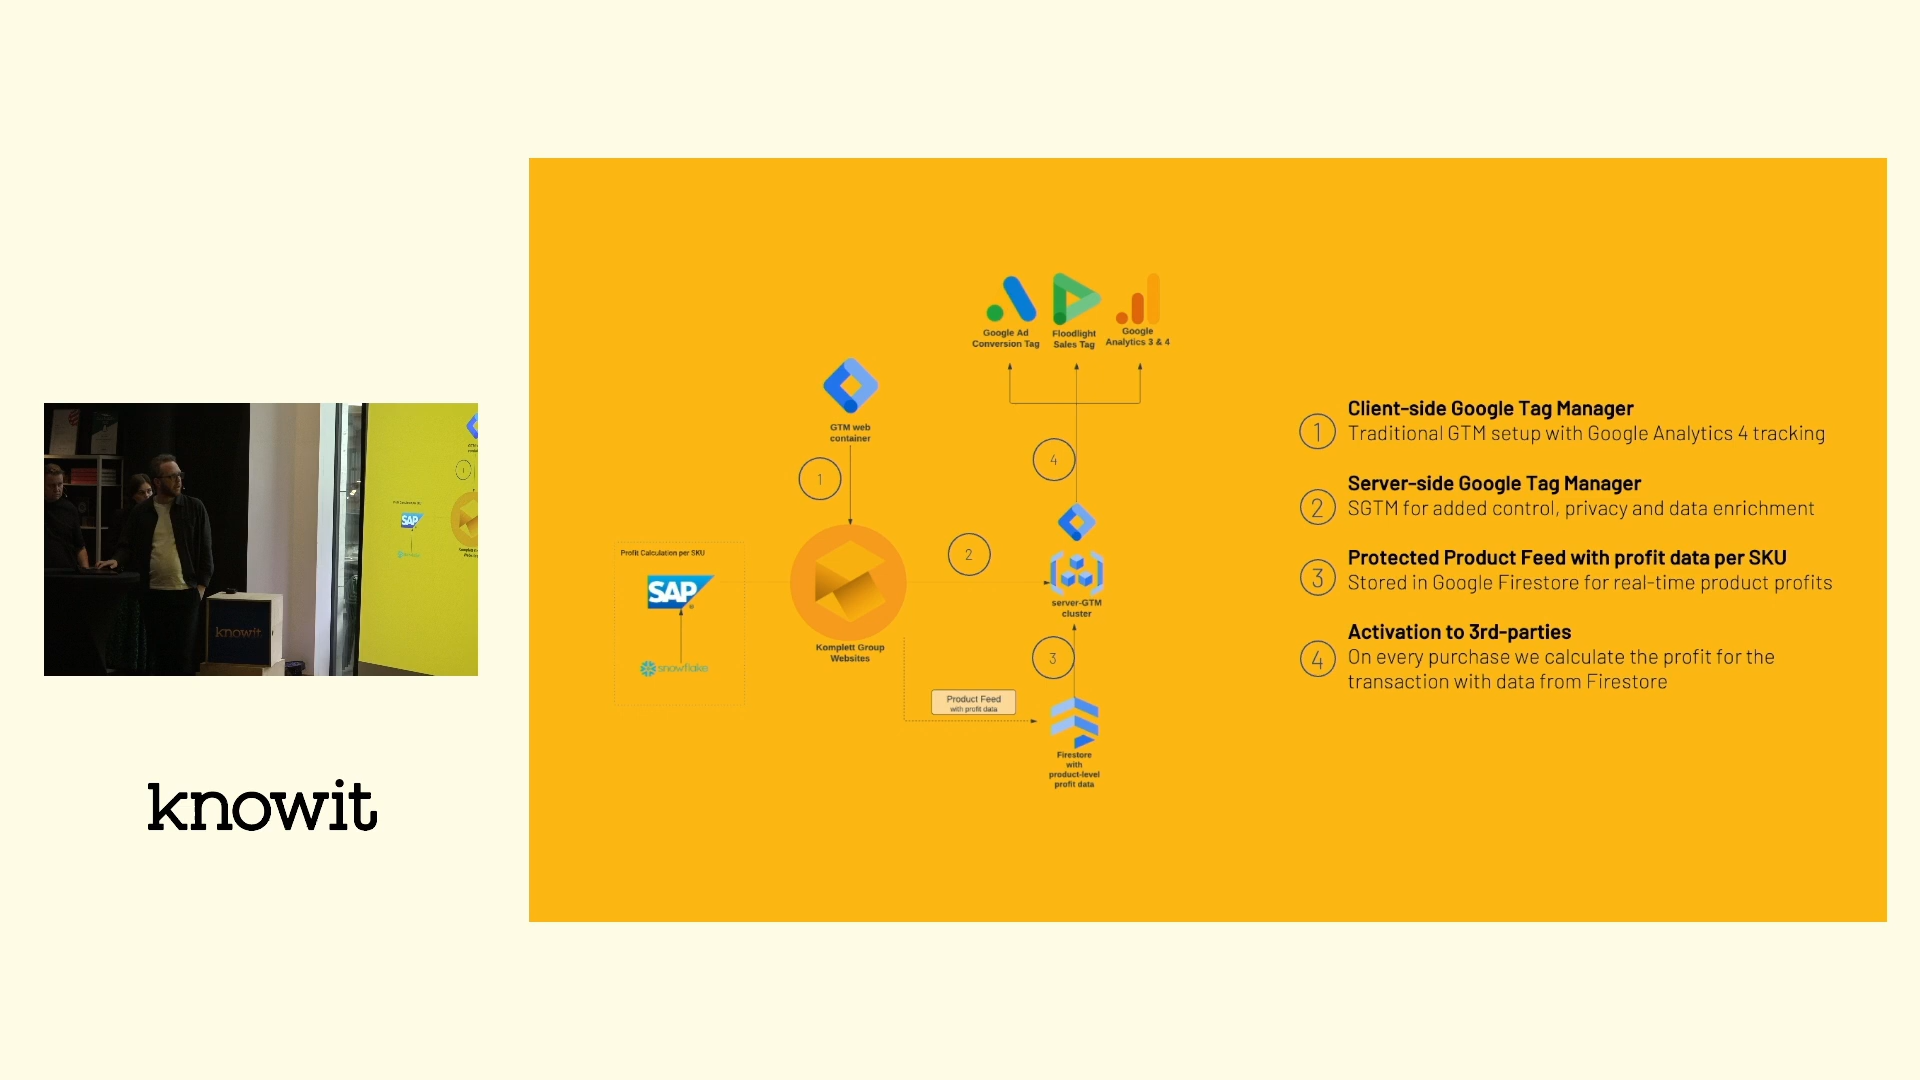 Google Ad
Conversion Tag
Floodlight
Sales Tag
Google
Analytics 3 & 4
GTM web
container
1
4
2
3
Profit Calculation per SKU
SAP
®
snowflake
Komplett Group
Websites
server-GTM
cluster
Product Feed
with profit data
Firestore
with
product-level
profit data
1
Client-side Google Tag Manager
Traditional GTM setup with Google Analytics 4 tracking
2
Server-side Google Tag Manager
SGTM for added control, privacy and data enrichment
3
Protected Product Feed with profit data per SKU
Stored in Google Firestore for real-time product profits
4
Activation to 3rd-parties
On every purchase we calculate the profit for the
transaction with data from Firestore
SAP
knowit
knowit